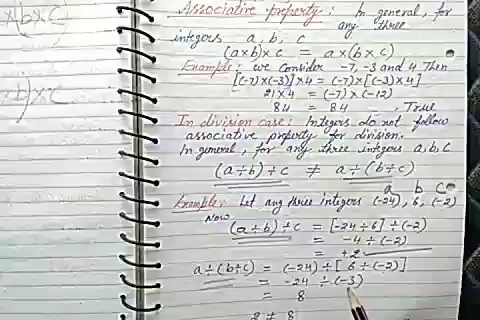 A(b×c)
b)×c
Associative property: In general, for
any three
integers a, b, c
(a×b)×c = a×(b×c)
Example: we Consider -7, -3 and 4 Then
[(-7)×(-3)]×4 = (-7)×[(-3)×4]
21×4 = (-7)×(-12)
84 = 84 , True
In division case: Integers do not follow
associative property for division.
In general, for any three integers a, b, c
(a÷b)÷c ≠ a÷(b÷c)
a b c
Example: Let any three integers (-24), 6, (-2)
Now
(a÷b)÷c = [-24÷6]÷(-2)
= -4÷(-2)
= +2
a÷(b÷c) = (-24)÷[6÷(-2)]
= -24÷(-3)
= 8
2≠8